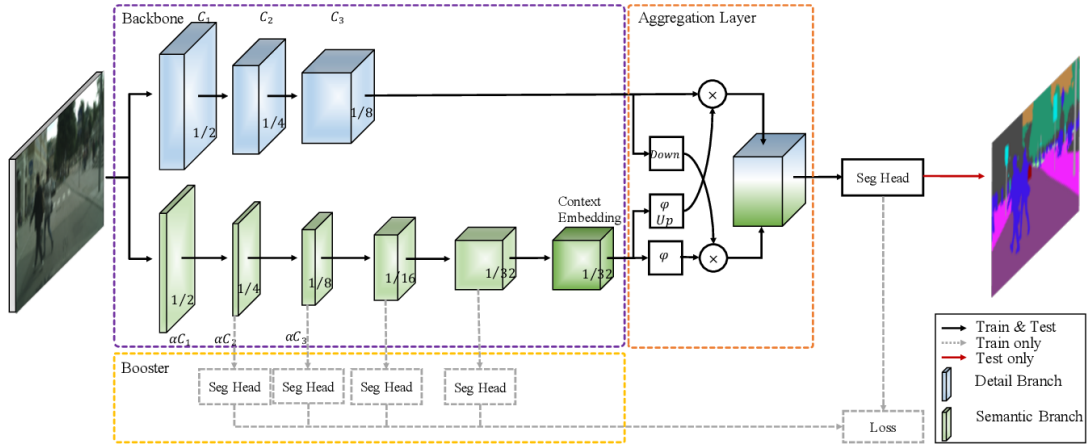 Backbone
C₁
C₂
C₃
Aggregation Layer
1/2
1/4
1/8
×
Down
φ
Up
φ
×
Seg Head
Context
Embedding
1/2
1/4
1/8
1/16
1/32
1/32
αC₁
αC₂
αC₃
Booster
Seg Head
Seg Head
Seg Head
Seg Head
Loss
Train & Test
Train only
Test only
Detail Branch
Semantic Branch